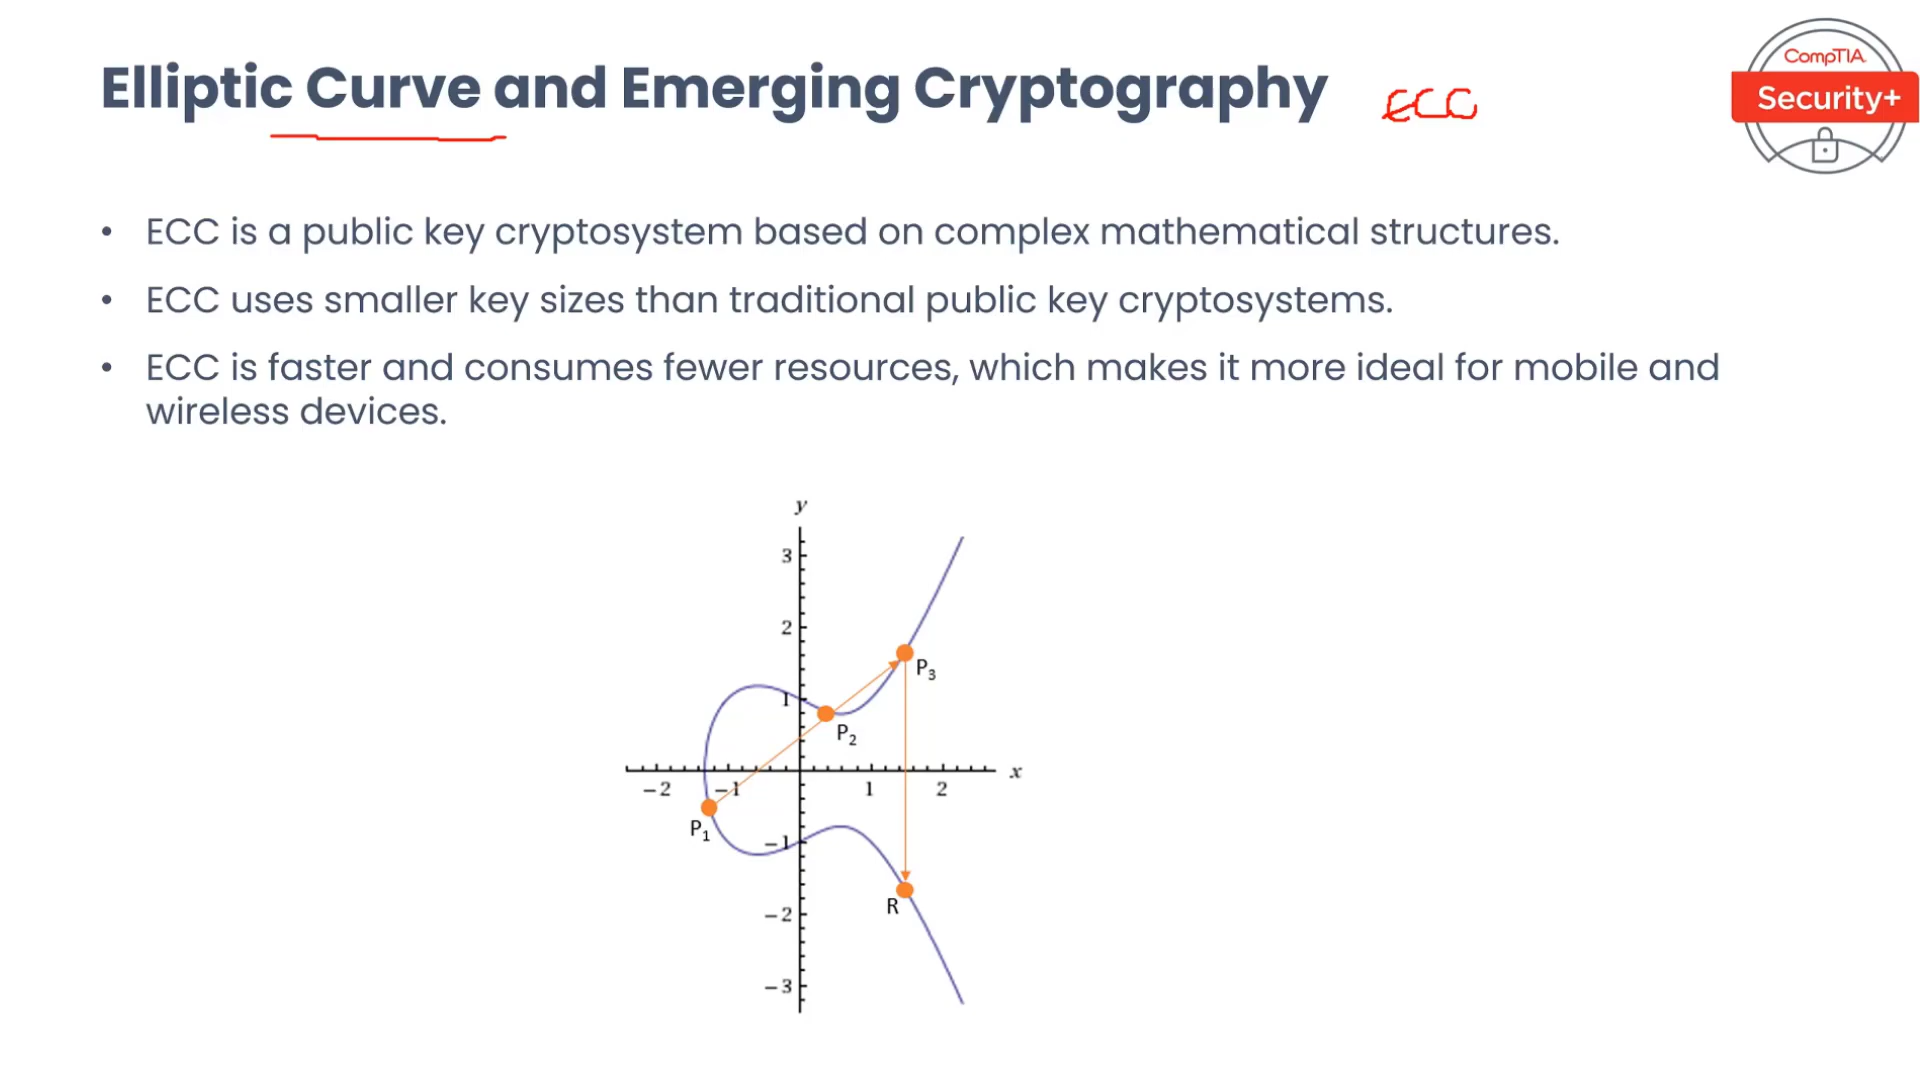 Elliptic Curve and Emerging Cryptography
ECC
CompTIA.
Security+
• ECC is a public key cryptosystem based on complex mathematical structures.
• ECC uses smaller key sizes than traditional public key cryptosystems.
• ECC is faster and consumes fewer resources, which makes it more ideal for mobile and
wireless devices.
y
3
2
P3
1
P2
x
−2 −1 1 2
P1
−1
R
−2
−3